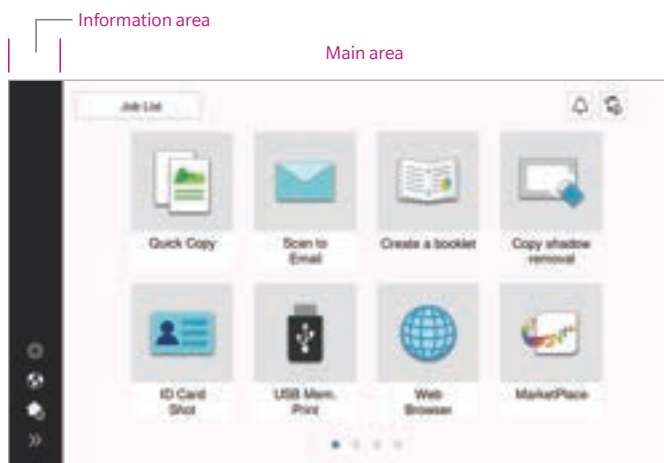 Information area
Main area
Job List
Quick Copy
Scan to
Email
Create a booklet
Copy shadow
removal
ID Card
Shot
USB Mem.
Print
Web
Browser
MarketPlace